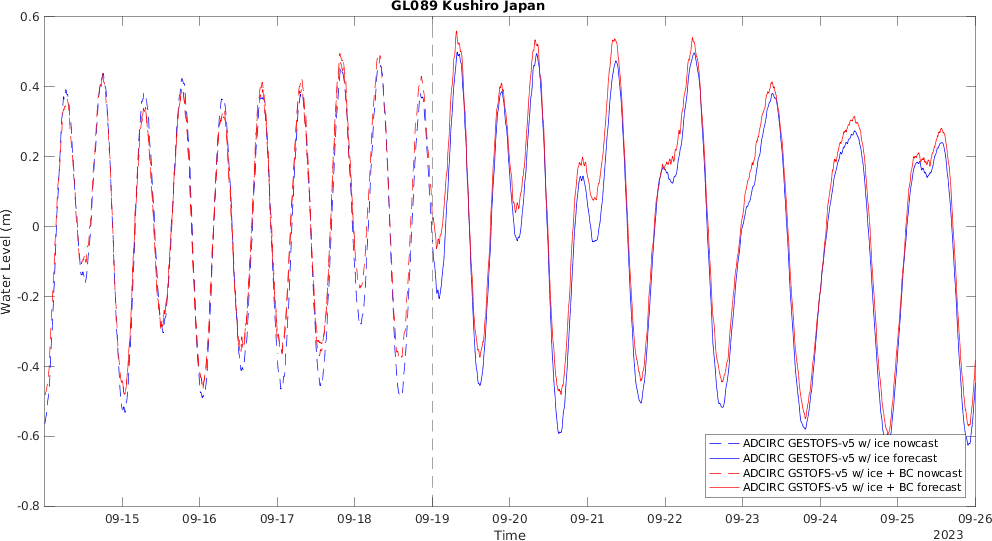 GL089 Kushiro Japan
0.6
0.4
0.2
0
-0.2
-0.4
-0.6
-0.8
Water Level (m)
ADCIRC GESTOFS-v5 w/ ice nowcast
ADCIRC GESTOFS-v5 w/ ice forecast
ADCIRC GSTOFS-v5 w/ ice + BC nowcast
ADCIRC GSTOFS-v5 w/ ice + BC forecast
09-15 09-16 09-17 09-18 09-19 09-20 09-21 09-22 09-23 09-24 09-25 09-26
Time
2023